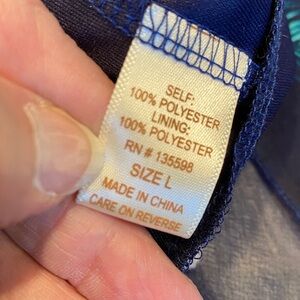 SELF:
100% POLYESTER
LINING:
100% POLYESTER
RN # 135598
SIZE L
MADE IN CHINA
CARE ON REVERSE